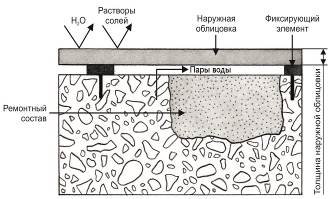 Растворы
солей
H₂O
Наружная
облицовка
Фиксирующий
элемент
Пары воды
Ремонтный
состав
Толщина наружной облицовки